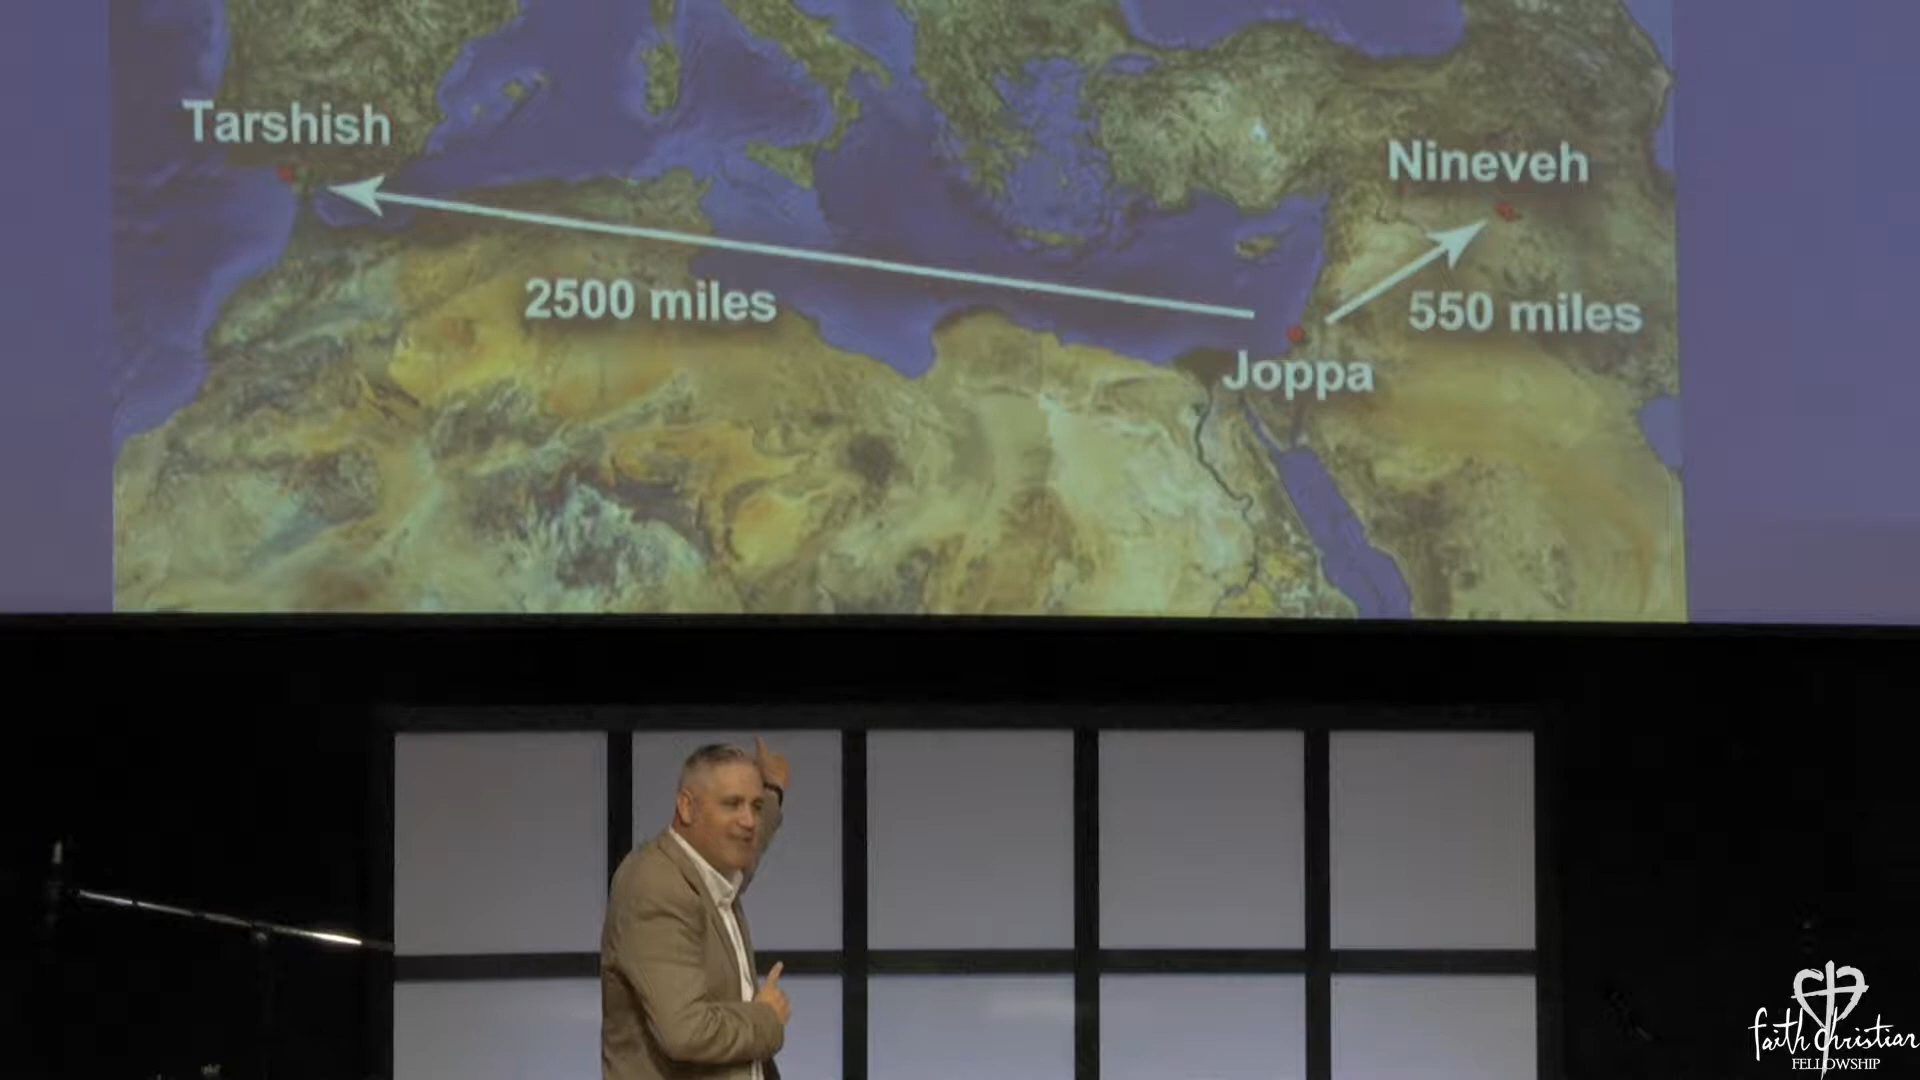 Tarshish
Nineveh
2500 miles
550 miles
Joppa
faith Christian
FELLOWSHIP